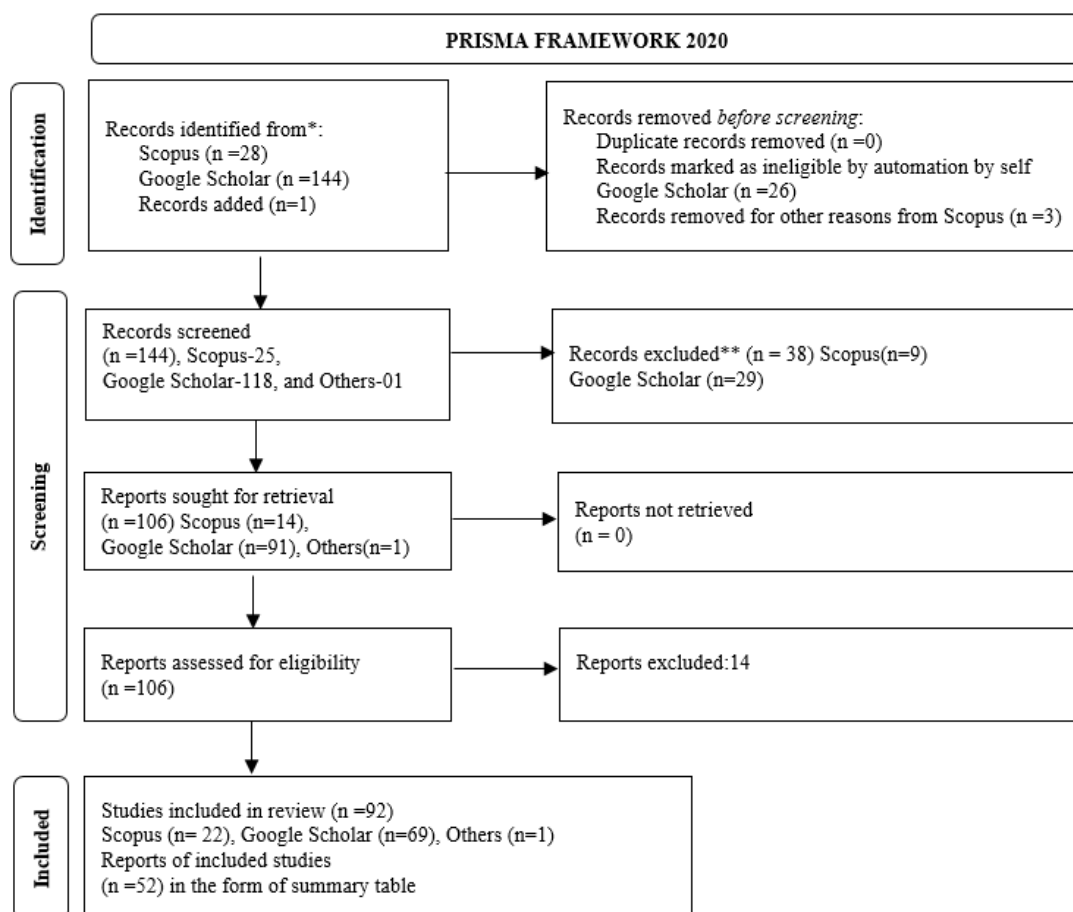 PRISMA FRAMEWORK 2020
Identification
Records identified from*:
Scopus (n =28)
Google Scholar (n =144)
Records added (n=1)
Records removed before screening:
Duplicate records removed (n =0)
Records marked as ineligible by automation by self
Google Scholar (n =26)
Records removed for other reasons from Scopus (n =3)
Screening
Records screened
(n =144), Scopus-25,
Google Scholar-118, and Others-01
Records excluded** (n = 38) Scopus(n=9)
Google Scholar (n=29)
Reports sought for retrieval
(n =106) Scopus (n=14),
Google Scholar (n=91), Others(n=1)
Reports not retrieved
(n = 0)
Reports assessed for eligibility
(n =106)
Reports excluded:14
Included
Studies included in review (n =92)
Scopus (n= 22), Google Scholar (n=69), Others (n=1)
Reports of included studies
(n =52) in the form of summary table